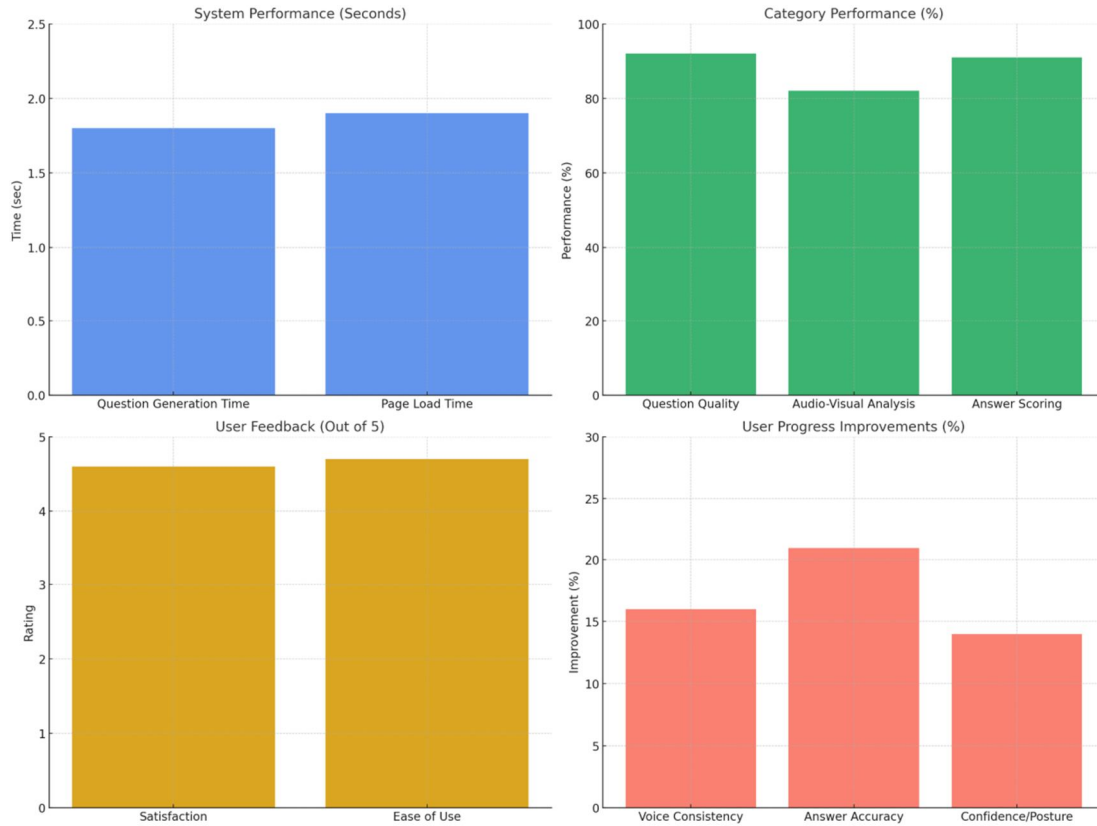 System Performance (Seconds)
Time (sec)
2.5
2.0
1.5
1.0
0.5
0.0
Question Generation Time
Page Load Time
Category Performance (%)
Performance (%)
100
80
60
40
20
0
Question Quality
Audio-Visual Analysis
Answer Scoring
User Feedback (Out of 5)
Rating
5
4
3
2
1
0
Satisfaction
Ease of Use
User Progress Improvements (%)
Improvement (%)
30
25
20
15
10
5
0
Voice Consistency
Answer Accuracy
Confidence/Posture